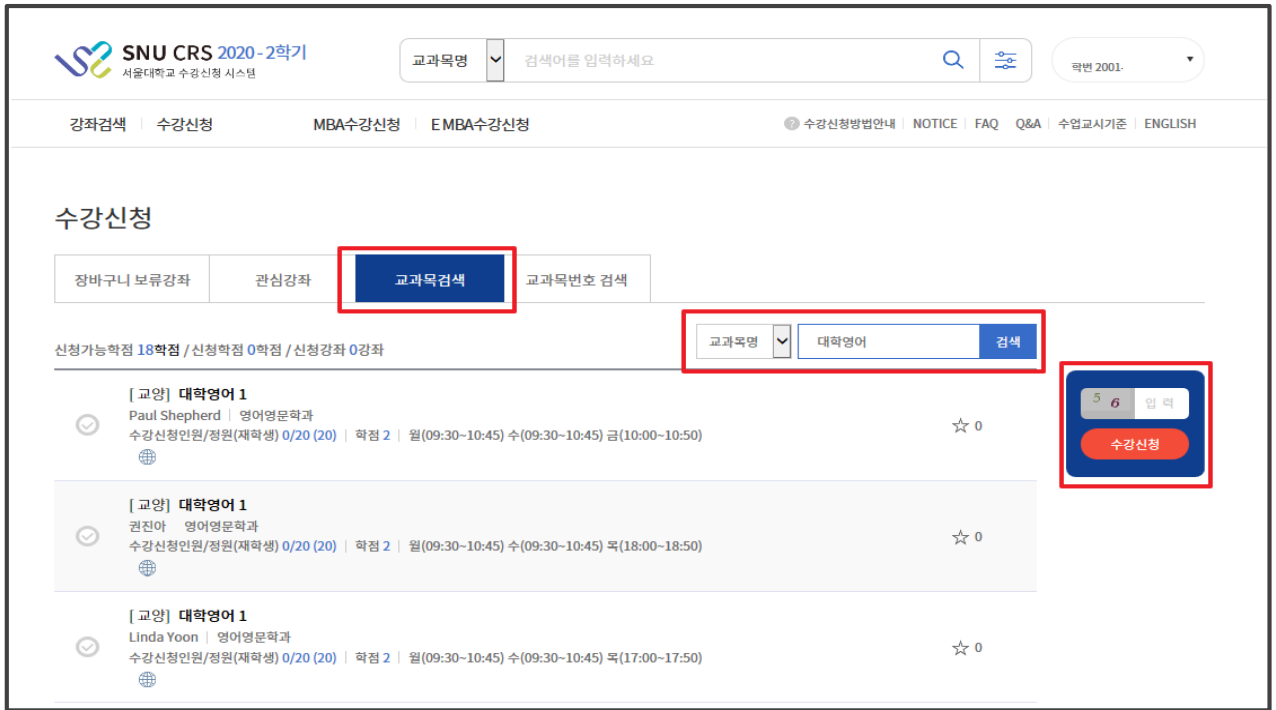 SNU CRS 2020-2학기
서울대학교 수강신청 시스템
교과목명
검색어를 입력하세요
학번 2001-
강좌검색 수강신청 MBA수강신청 EMBA수강신청
수강신청방법안내 NOTICE FAQ Q&A 수업교시기준 ENGLISH
수강신청
장바구니 보류강좌 관심강좌 교과목검색 교과목번호 검색
신청가능학점 18학점 / 신청학점 0학점 / 신청강좌 0강좌
교과목명 대학영어 검색
[교양] 대학영어 1
Paul Shepherd | 영어영문학과
수강신청인원/정원(재학생) 0/20 (20) | 학점 2 | 월(09:30~10:45) 수(09:30~10:45) 금(10:00~10:50)
☆ 0
5 6 입력
수강신청
[교양] 대학영어 1
권진아 영어영문학과
수강신청인원/정원(재학생) 0/20 (20) | 학점 2 | 월(09:30~10:45) 수(09:30~10:45) 목(18:00~18:50)
☆ 0
[교양] 대학영어 1
Linda Yoon | 영어영문학과
수강신청인원/정원(재학생) 0/20 (20) | 학점 2 | 월(09:30~10:45) 수(09:30~10:45) 목(17:00~17:50)
☆ 0